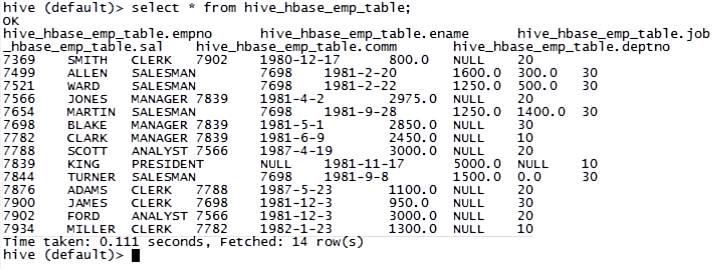 hive (default)> select * from hive_hbase_emp_table;
OK
hive_hbase_emp_table.empno hive_hbase_emp_table.ename hive_hbase_emp_table.job
_hbase_emp_table.sal hive_hbase_emp_table.comm hive_hbase_emp_table.deptno
7369 SMITH CLERK 7902 1980-12-17 800.0 NULL 20
7499 ALLEN SALESMAN 7698 1981-2-20 1600.0 300.0 30
7521 WARD SALESMAN 7698 1981-2-22 1250.0 500.0 30
7566 JONES MANAGER 7839 1981-4-2 2975.0 NULL 20
7654 MARTIN SALESMAN 7698 1981-9-28 1250.0 1400.0 30
7698 BLAKE MANAGER 7839 1981-5-1 2850.0 NULL 30
7782 CLARK MANAGER 7839 1981-6-9 2450.0 NULL 10
7788 SCOTT ANALYST 7566 1987-4-19 3000.0 NULL 20
7839 KING PRESIDENT NULL 1981-11-17 5000.0 NULL 10
7844 TURNER SALESMAN 7698 1981-9-8 1500.0 0.0 30
7876 ADAMS CLERK 7788 1987-5-23 1100.0 NULL 20
7900 JAMES CLERK 7698 1981-12-3 950.0 NULL 30
7902 FORD ANALYST 7566 1981-12-3 3000.0 NULL 20
7934 MILLER CLERK 7782 1982-1-23 1300.0 NULL 10
Time taken: 0.111 seconds, Fetched: 14 row(s)
hive (default)>